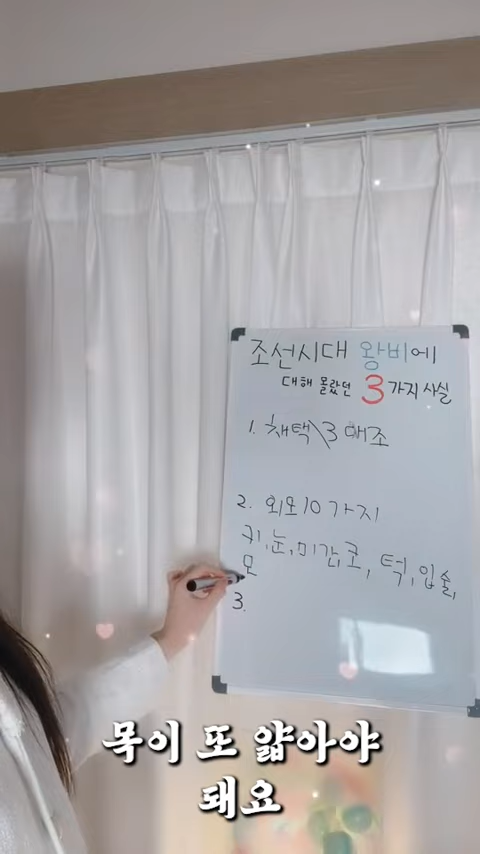 조선시대 왕비에
대해 몰랐던 3가지 사실
1. 채택\3 매조
2. 외모10가지
키,눈,미간,코, 턱,입술,
모
3.
목이 또 얇아야
돼요